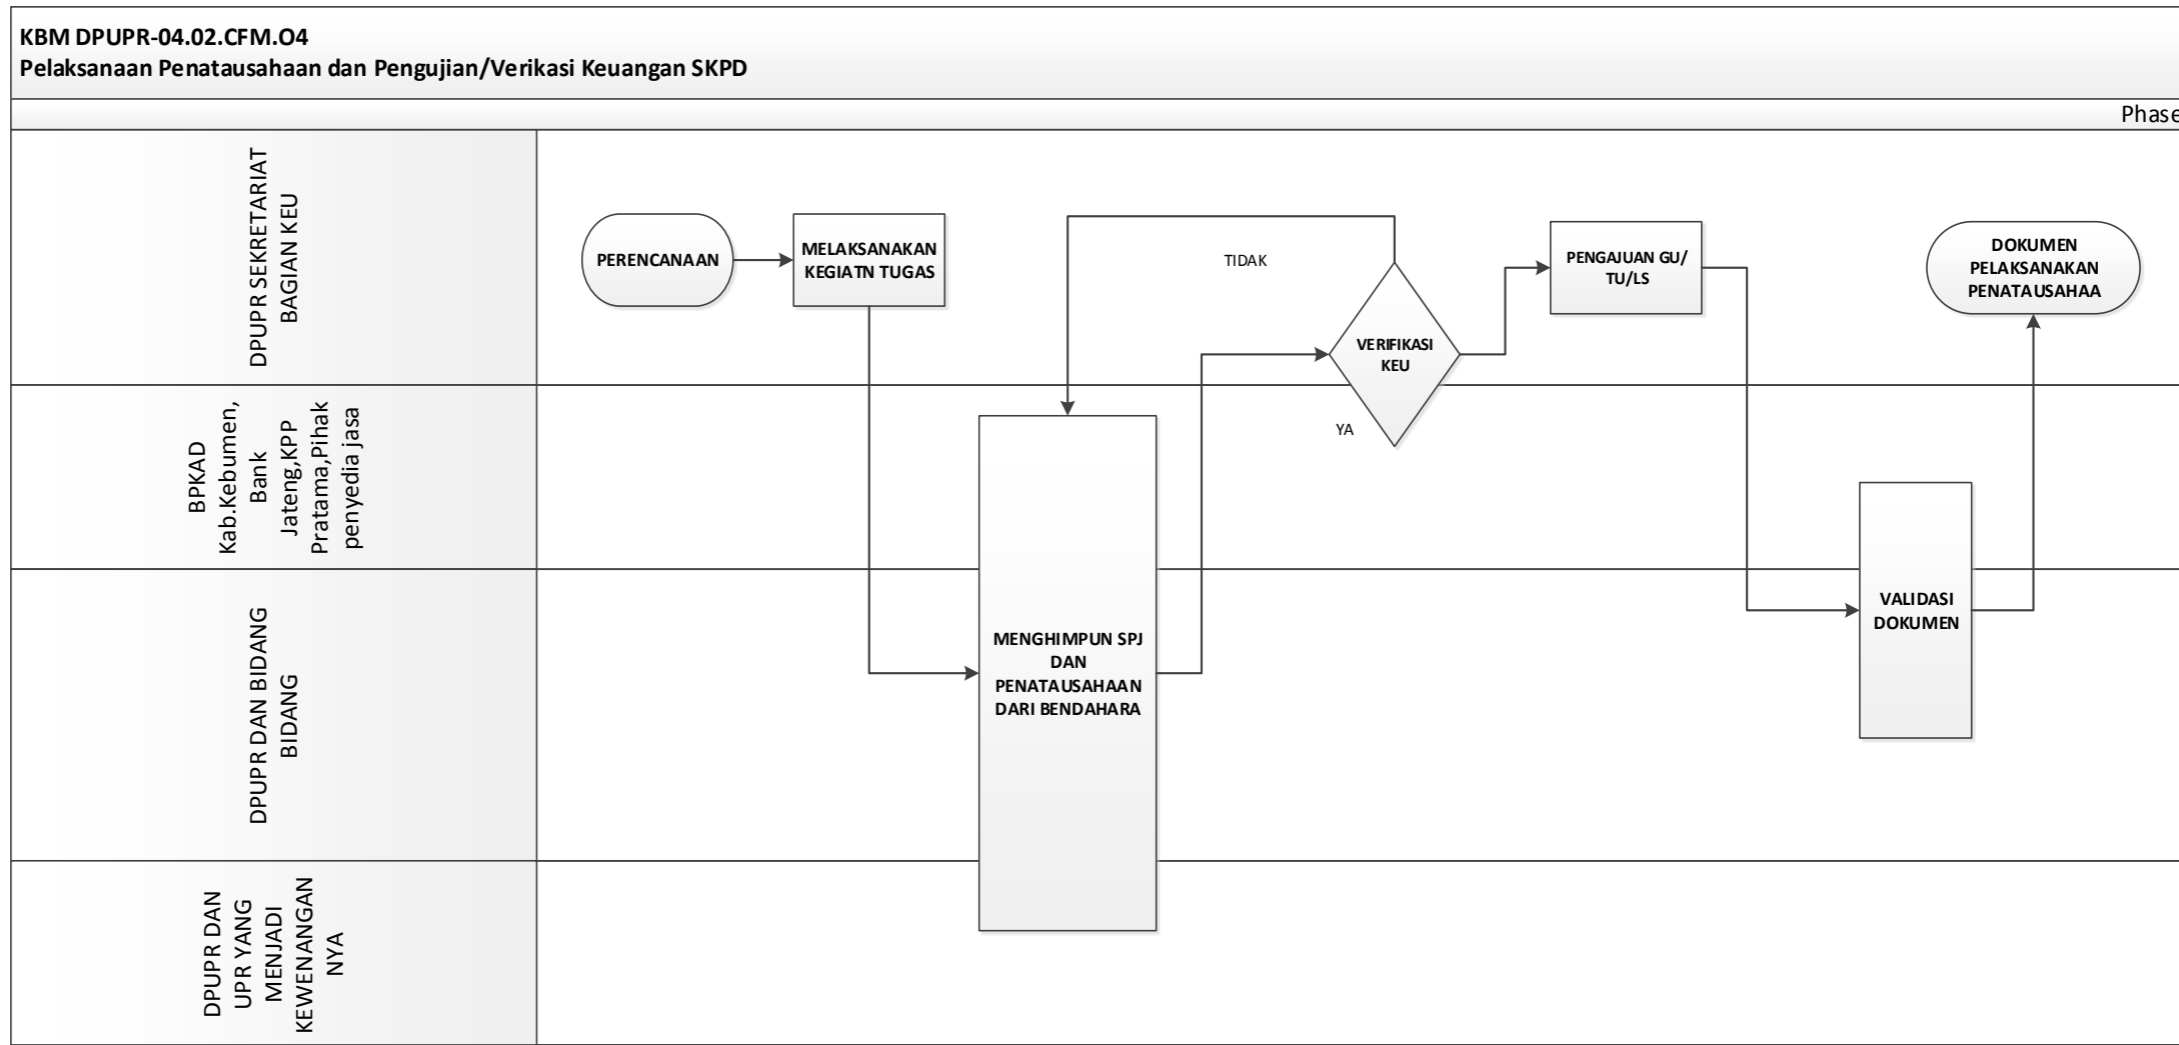 KBM DPUPR-04.02.CFM.O4
Pelaksanaan Penatausahaan dan Pengujian/Verikasi Keuangan SKPD
Phase
DPUPR SEKRETARIAT
BAGIAN KEU
PERENCANAAN
MELAKSANAKAN
KEGIATN TUGAS
TIDAK
VERIFIKASI
KEU
YA
PENGAJUAN GU/
TU/LS
DOKUMEN
PELAKSANAKAN
PENATAUSAHAA
BPKAD
Kab.Kebumen,
Bank
Jateng,KPP
Pratama,Pihak
penyedia jasa
DPUPR DAN BIDANG
BIDANG
MENGHIMPUN SPJ
DAN
PENATAUSAHAAN
DARI BENDAHARA
VALIDASI
DOKUMEN
DPUPR DAN
UPR YANG
MENJADI
KEWENANGAN
NYA